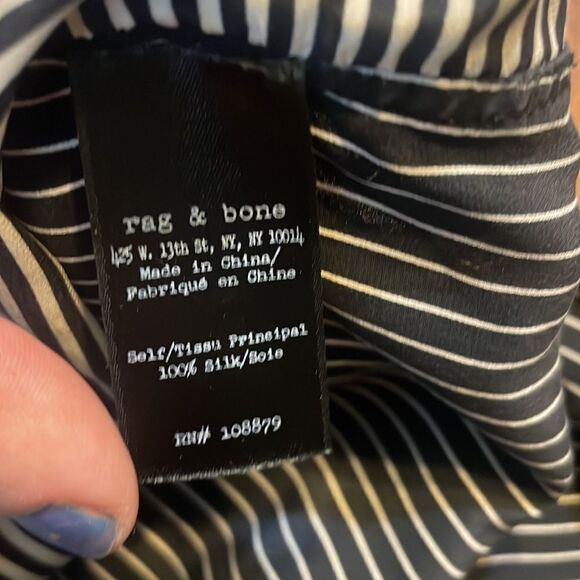 rag & bone
425 W. 13th St, NY, NY 10014
Made in China/
Fabriqué en Chine
Self/Tissu Principal
100% Silk/Soie
RN# 108879